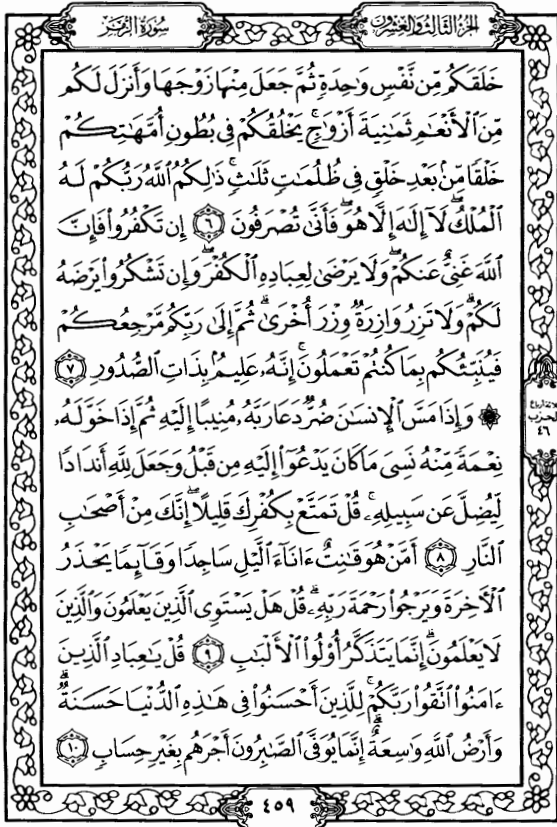 الجزء الثالث والعشرون
سورة الزمر
خَلَقَكُم مِّن نَّفْسٍ وَٰحِدَةٍ ثُمَّ جَعَلَ مِنْهَا زَوْجَهَا وَأَنزَلَ لَكُم
مِّنَ ٱلْأَنْعَٰمِ ثَمَٰنِيَةَ أَزْوَٰجٍ ۚ يَخْلُقُكُمْ فِى بُطُونِ أُمَّهَٰتِكُمْ
خَلْقًا مِّنۢ بَعْدِ خَلْقٍ فِى ظُلُمَٰتٍ ثَلَٰثٍ ۚ ذَٰلِكُمُ ٱللَّهُ رَبُّكُمْ لَهُ
ٱلْمُلْكُ ۖ لَآ إِلَٰهَ إِلَّا هُوَ ۖ فَأَنَّىٰ تُصْرَفُونَ ٦ إِن تَكْفُرُوا۟ فَإِنَّ
ٱللَّهَ غَنِىٌّ عَنكُمْ ۖ وَلَا يَرْضَىٰ لِعِبَادِهِ ٱلْكُفْرَ ۖ وَإِن تَشْكُرُوا۟ يَرْضَهُ
لَكُمْ ۗ وَلَا تَزِرُ وَازِرَةٌ وِزْرَ أُخْرَىٰ ۗ ثُمَّ إِلَىٰ رَبِّكُم مَّرْجِعُكُمْ
فَيُنَبِّئُكُم بِمَا كُنتُمْ تَعْمَلُونَ ۚ إِنَّهُۥ عَلِيمٌۢ بِذَاتِ ٱلصُّدُورِ ٧
۞ وَإِذَا مَسَّ ٱلْإِنسَٰنَ ضُرٌّ دَعَا رَبَّهُۥ مُنِيبًا إِلَيْهِ ثُمَّ إِذَا خَوَّلَهُۥ
نِعْمَةً مِّنْهُ نَسِىَ مَا كَانَ يَدْعُوٓا۟ إِلَيْهِ مِن قَبْلُ وَجَعَلَ لِلَّهِ أَندَادًا
لِّيُضِلَّ عَن سَبِيلِهِۦ ۚ قُلْ تَمَتَّعْ بِكُفْرِكَ قَلِيلًا ۖ إِنَّكَ مِنْ أَصْحَٰبِ
ٱلنَّارِ ٨ أَمَّنْ هُوَ قَٰنِتٌ ءَانَآءَ ٱلَّيْلِ سَاجِدًا وَقَآئِمًا يَحْذَرُ
ٱلْءَاخِرَةَ وَيَرْجُوا۟ رَحْمَةَ رَبِّهِۦ ۗ قُلْ هَلْ يَسْتَوِى ٱلَّذِينَ يَعْلَمُونَ وَٱلَّذِينَ
لَا يَعْلَمُونَ ۗ إِنَّمَا يَتَذَكَّرُ أُو۟لُوا۟ ٱلْأَلْبَٰبِ ٩ قُلْ يَٰعِبَادِ ٱلَّذِينَ
ءَامَنُوا۟ ٱتَّقُوا۟ رَبَّكُمْ ۚ لِلَّذِينَ أَحْسَنُوا۟ فِى هَٰذِهِ ٱلدُّنْيَا حَسَنَةٌ ۗ
وَأَرْضُ ٱللَّهِ وَٰسِعَةٌ ۗ إِنَّمَا يُوَفَّى ٱلصَّٰبِرُونَ أَجْرَهُم بِغَيْرِ حِسَابٍ ١٠
الحزب
٤٦
٤٥٩